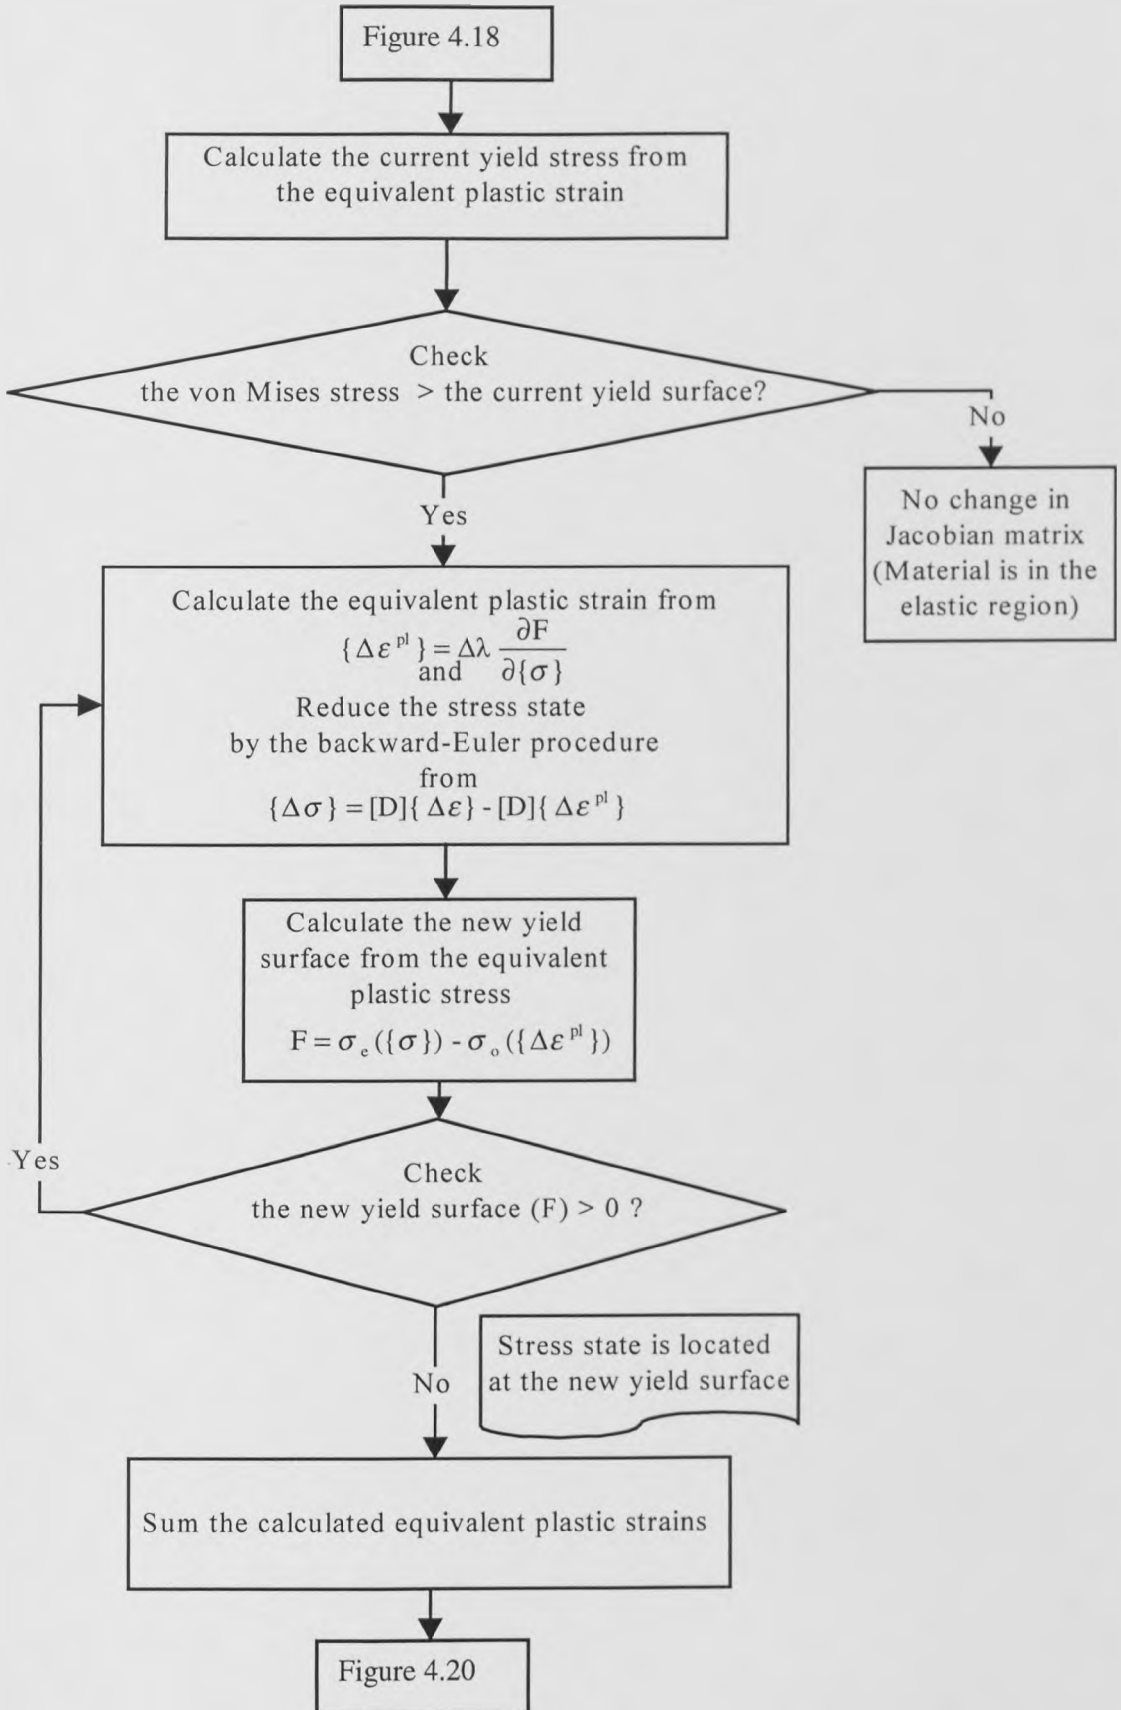 Figure 4.18
Calculate the current yield stress from
the equivalent plastic strain
Check
the von Mises stress > the current yield surface?
No
No change in
Jacobian matrix
(Material is in the
elastic region)
Yes
Calculate the equivalent plastic strain from
{Δε^pl} = Δλ ∂F/∂{σ}
and
Reduce the stress state
by the backward-Euler procedure
from
{Δσ} = [D]{Δε} - [D]{Δε^pl}
Calculate the new yield
surface from the equivalent
plastic stress
F = σ_e({σ}) - σ_o({Δε^pl})
Yes
Check
the new yield surface (F) > 0 ?
Stress state is located
at the new yield surface
No
Sum the calculated equivalent plastic strains
Figure 4.20